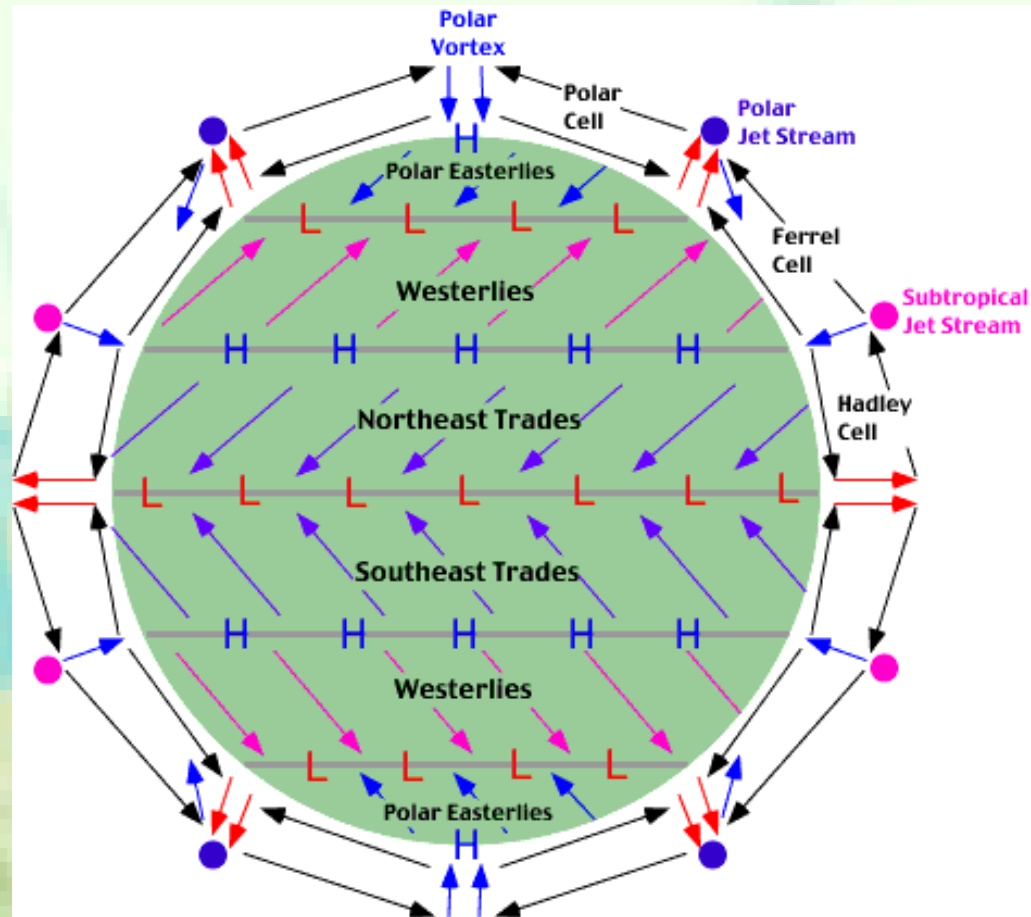 Polar
Vortex
Polar
Cell
Polar
Jet Stream
H
Polar Easterlies
L L L L
Ferrel
Cell
Westerlies
Subtropical
Jet Stream
H H H H H
Hadley
Cell
Northeast Trades
L L L L L L L
Southeast Trades
H H H H H
Westerlies
L L L L
Polar Easterlies
H